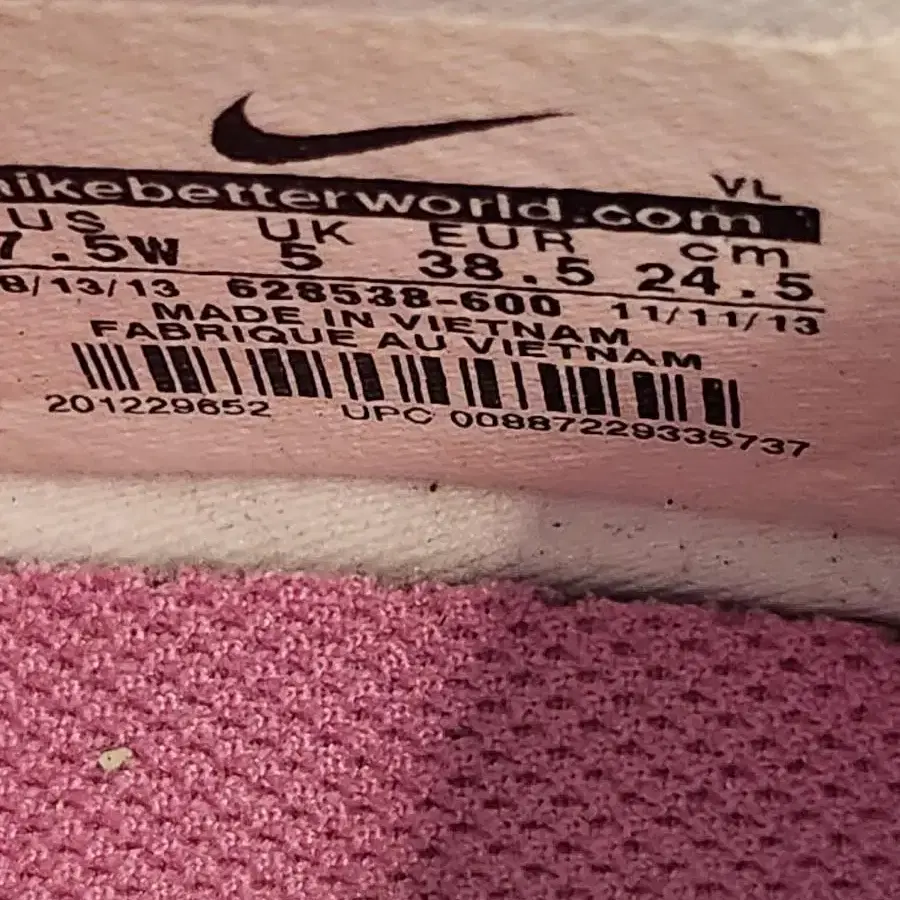 VL
nikebetterworld.com
US UK EUR cm
7.5W 5 38.5 24.5
8/13/13 628538-600 11/11/13
MADE IN VIETNAM
FABRIQUE AU VIETNAM
201229652 UPC 00887229335737